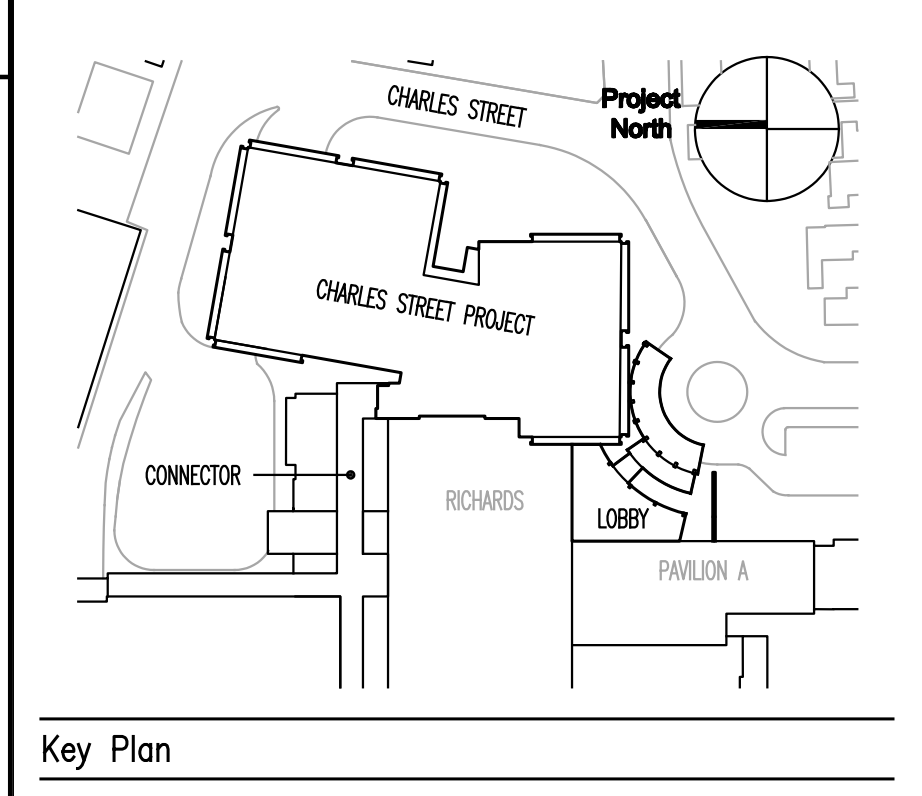 CHARLES STREET
Project
North
CHARLES STREET PROJECT
CONNECTOR
RICHARDS
LOBBY
PAVILION A
Key Plan